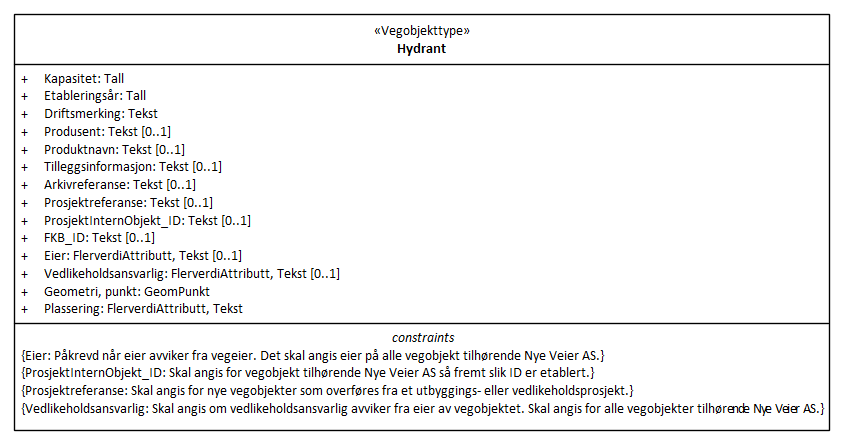 «Vegobjekttype»
Hydrant
+ Kapasitet: Tall
+ Etableringsår: Tall
+ Driftsmerking: Tekst
+ Produsent: Tekst [0..1]
+ Produktnavn: Tekst [0..1]
+ Tilleggsinformasjon: Tekst [0..1]
+ Arkivreferanse: Tekst [0..1]
+ Prosjektreferanse: Tekst [0..1]
+ ProsjektInternObjekt_ID: Tekst [0..1]
+ FKB_ID: Tekst [0..1]
+ Eier: FlerverdiAttributt, Tekst [0..1]
+ Vedlikeholdsansvarlig: FlerverdiAttributt, Tekst [0..1]
+ Geometri, punkt: GeomPunkt
+ Plassering: FlerverdiAttributt, Tekst
constraints
{Eier: Påkrevd når eier avviker fra vegeier. Det skal angis eier på alle vegobjekt tilhørende Nye Veier AS.}
{ProsjektInternObjekt_ID: Skal angis for vegobjekt tilhørende Nye Veier AS så fremt slik ID er etablert.}
{Prosjektreferanse: Skal angis for nye vegobjekter som overføres fra et utbyggings- eller vedlikeholdsprosjekt.}
{Vedlikeholdsansvarlig: Skal angis om vedlikeholdsansvarlig avviker fra eier av vegobjektet. Skal angis for alle vegobjekter tilhørende Nye Veier AS.}